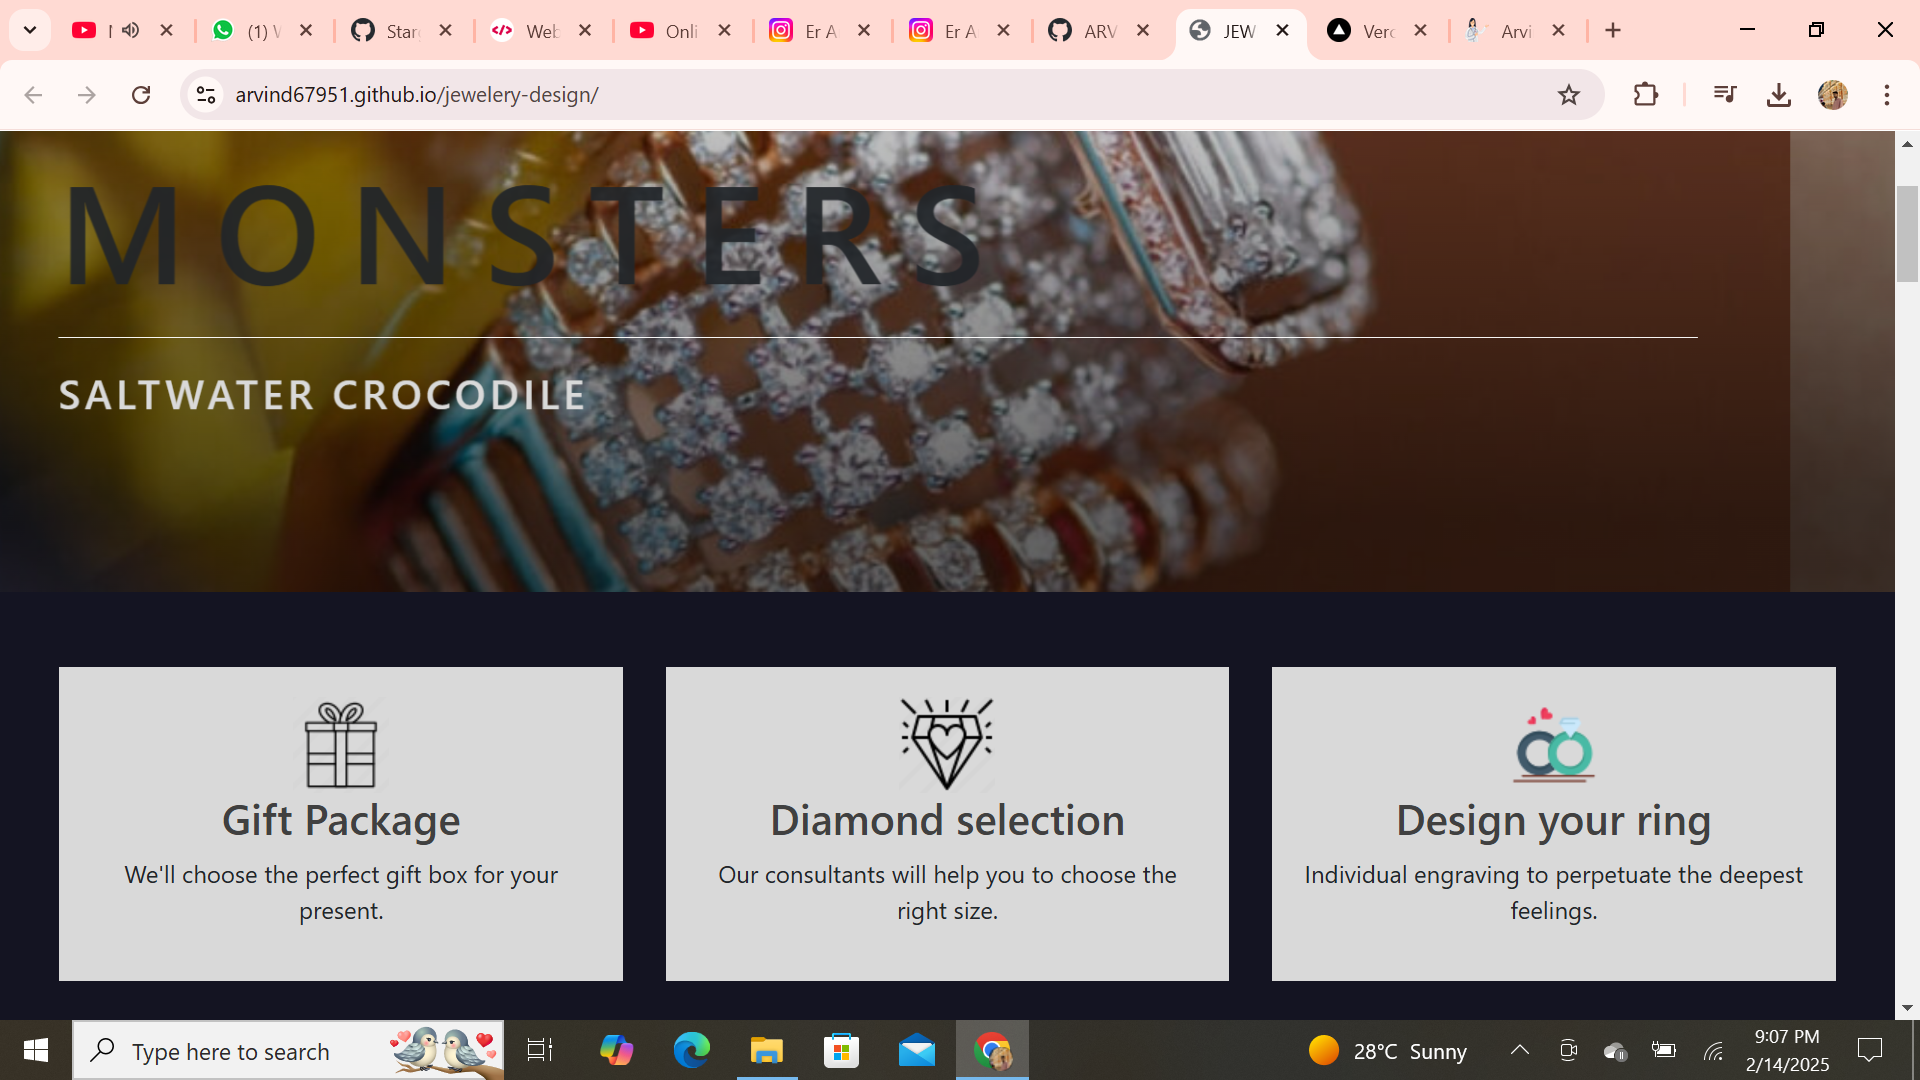 (1) W
Star
Web
Onli
Er A
Er A
ARV
JEW
Verc
Arvi
arvind67951.github.io/jewelery-design/
MONSTERS
SALTWATER CROCODILE
Gift Package
We'll choose the perfect gift box for your
present.
Diamond selection
Our consultants will help you to choose the
right size.
Design your ring
Individual engraving to perpetuate the deepest
feelings.
Type here to search
28°C Sunny
9:07 PM
2/14/2025